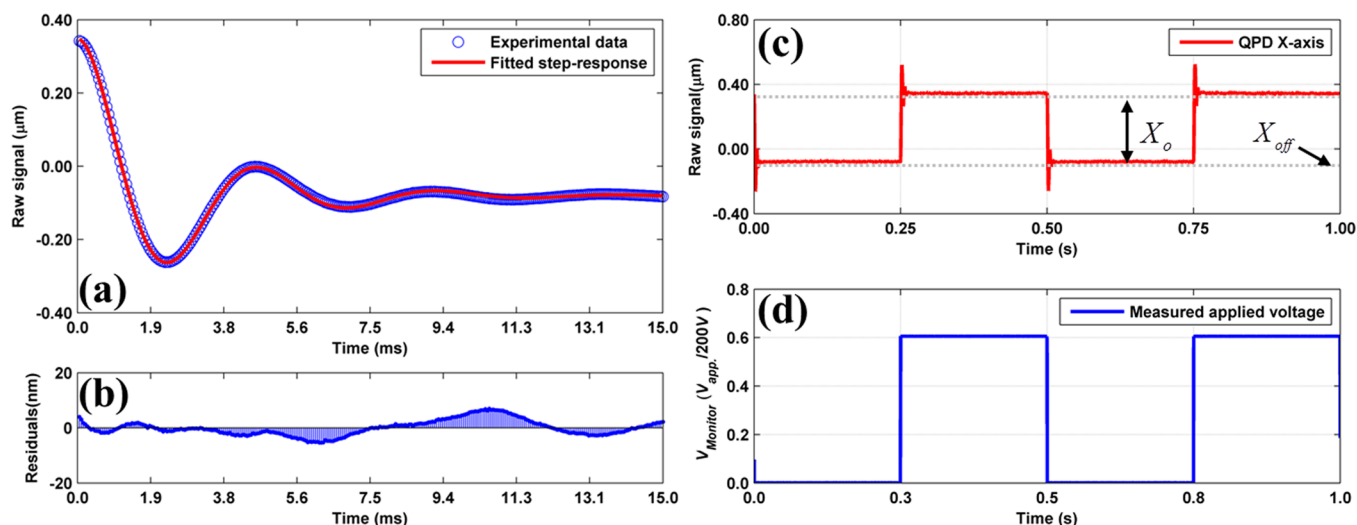 0.40
0.20
0.00
-0.20
-0.40
Raw signal (μm)
Experimental data
Fitted step-response
(a)
0.0 1.9 3.8 5.6 7.5 9.4 11.3 13.1 15.0
Time (ms)
20
0
-20
Residuals(nm)
(b)
0.0 1.9 3.8 5.6 7.5 9.4 11.3 13.1 15.0
Time (ms)
0.80
0.40
0.00
-0.40
Raw signal(μm)
(c)
QPD X-axis
Xo
Xoff
0.00 0.25 0.50 0.75 1.00
Time (s)
0.8
0.6
0.4
0.2
0.0
VMonitor (Vapp./200V)
(d)
Measured applied voltage
0.0 0.3 0.5 0.8 1.0
Time (s)